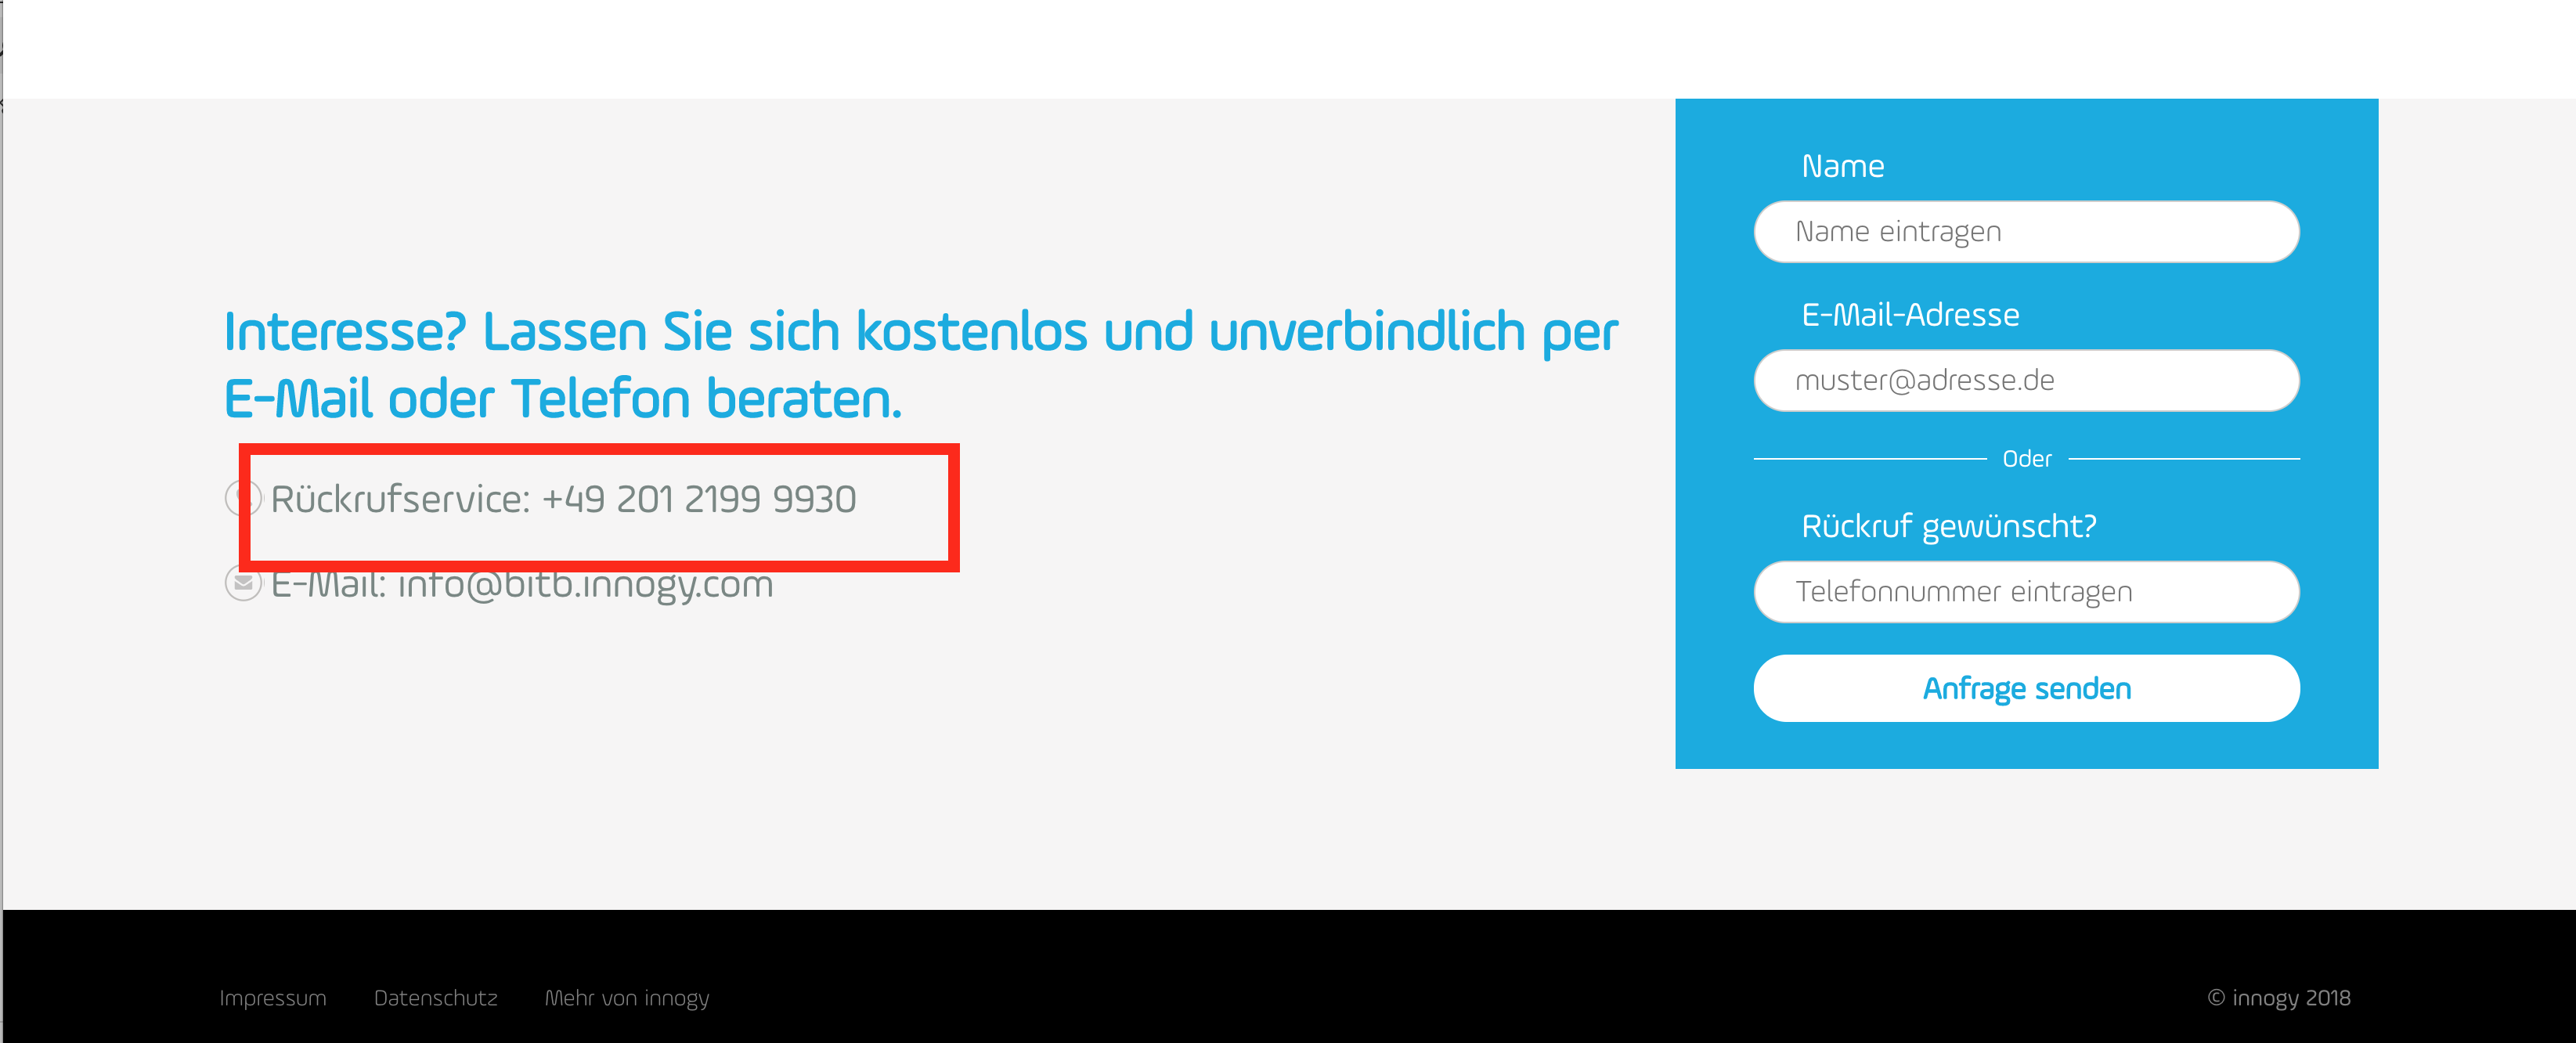 Interesse? Lassen Sie sich kostenlos und unverbindlich per
E-Mail oder Telefon beraten.
Rückrufservice: +49 201 2199 9930
E-Mail: info@bitb.innogy.com
Name
Name eintragen
E-Mail-Adresse
muster@adresse.de
Oder
Rückruf gewünscht?
Telefonnummer eintragen
Anfrage senden
Impressum Datenschutz Mehr von innogy
© innogy 2018